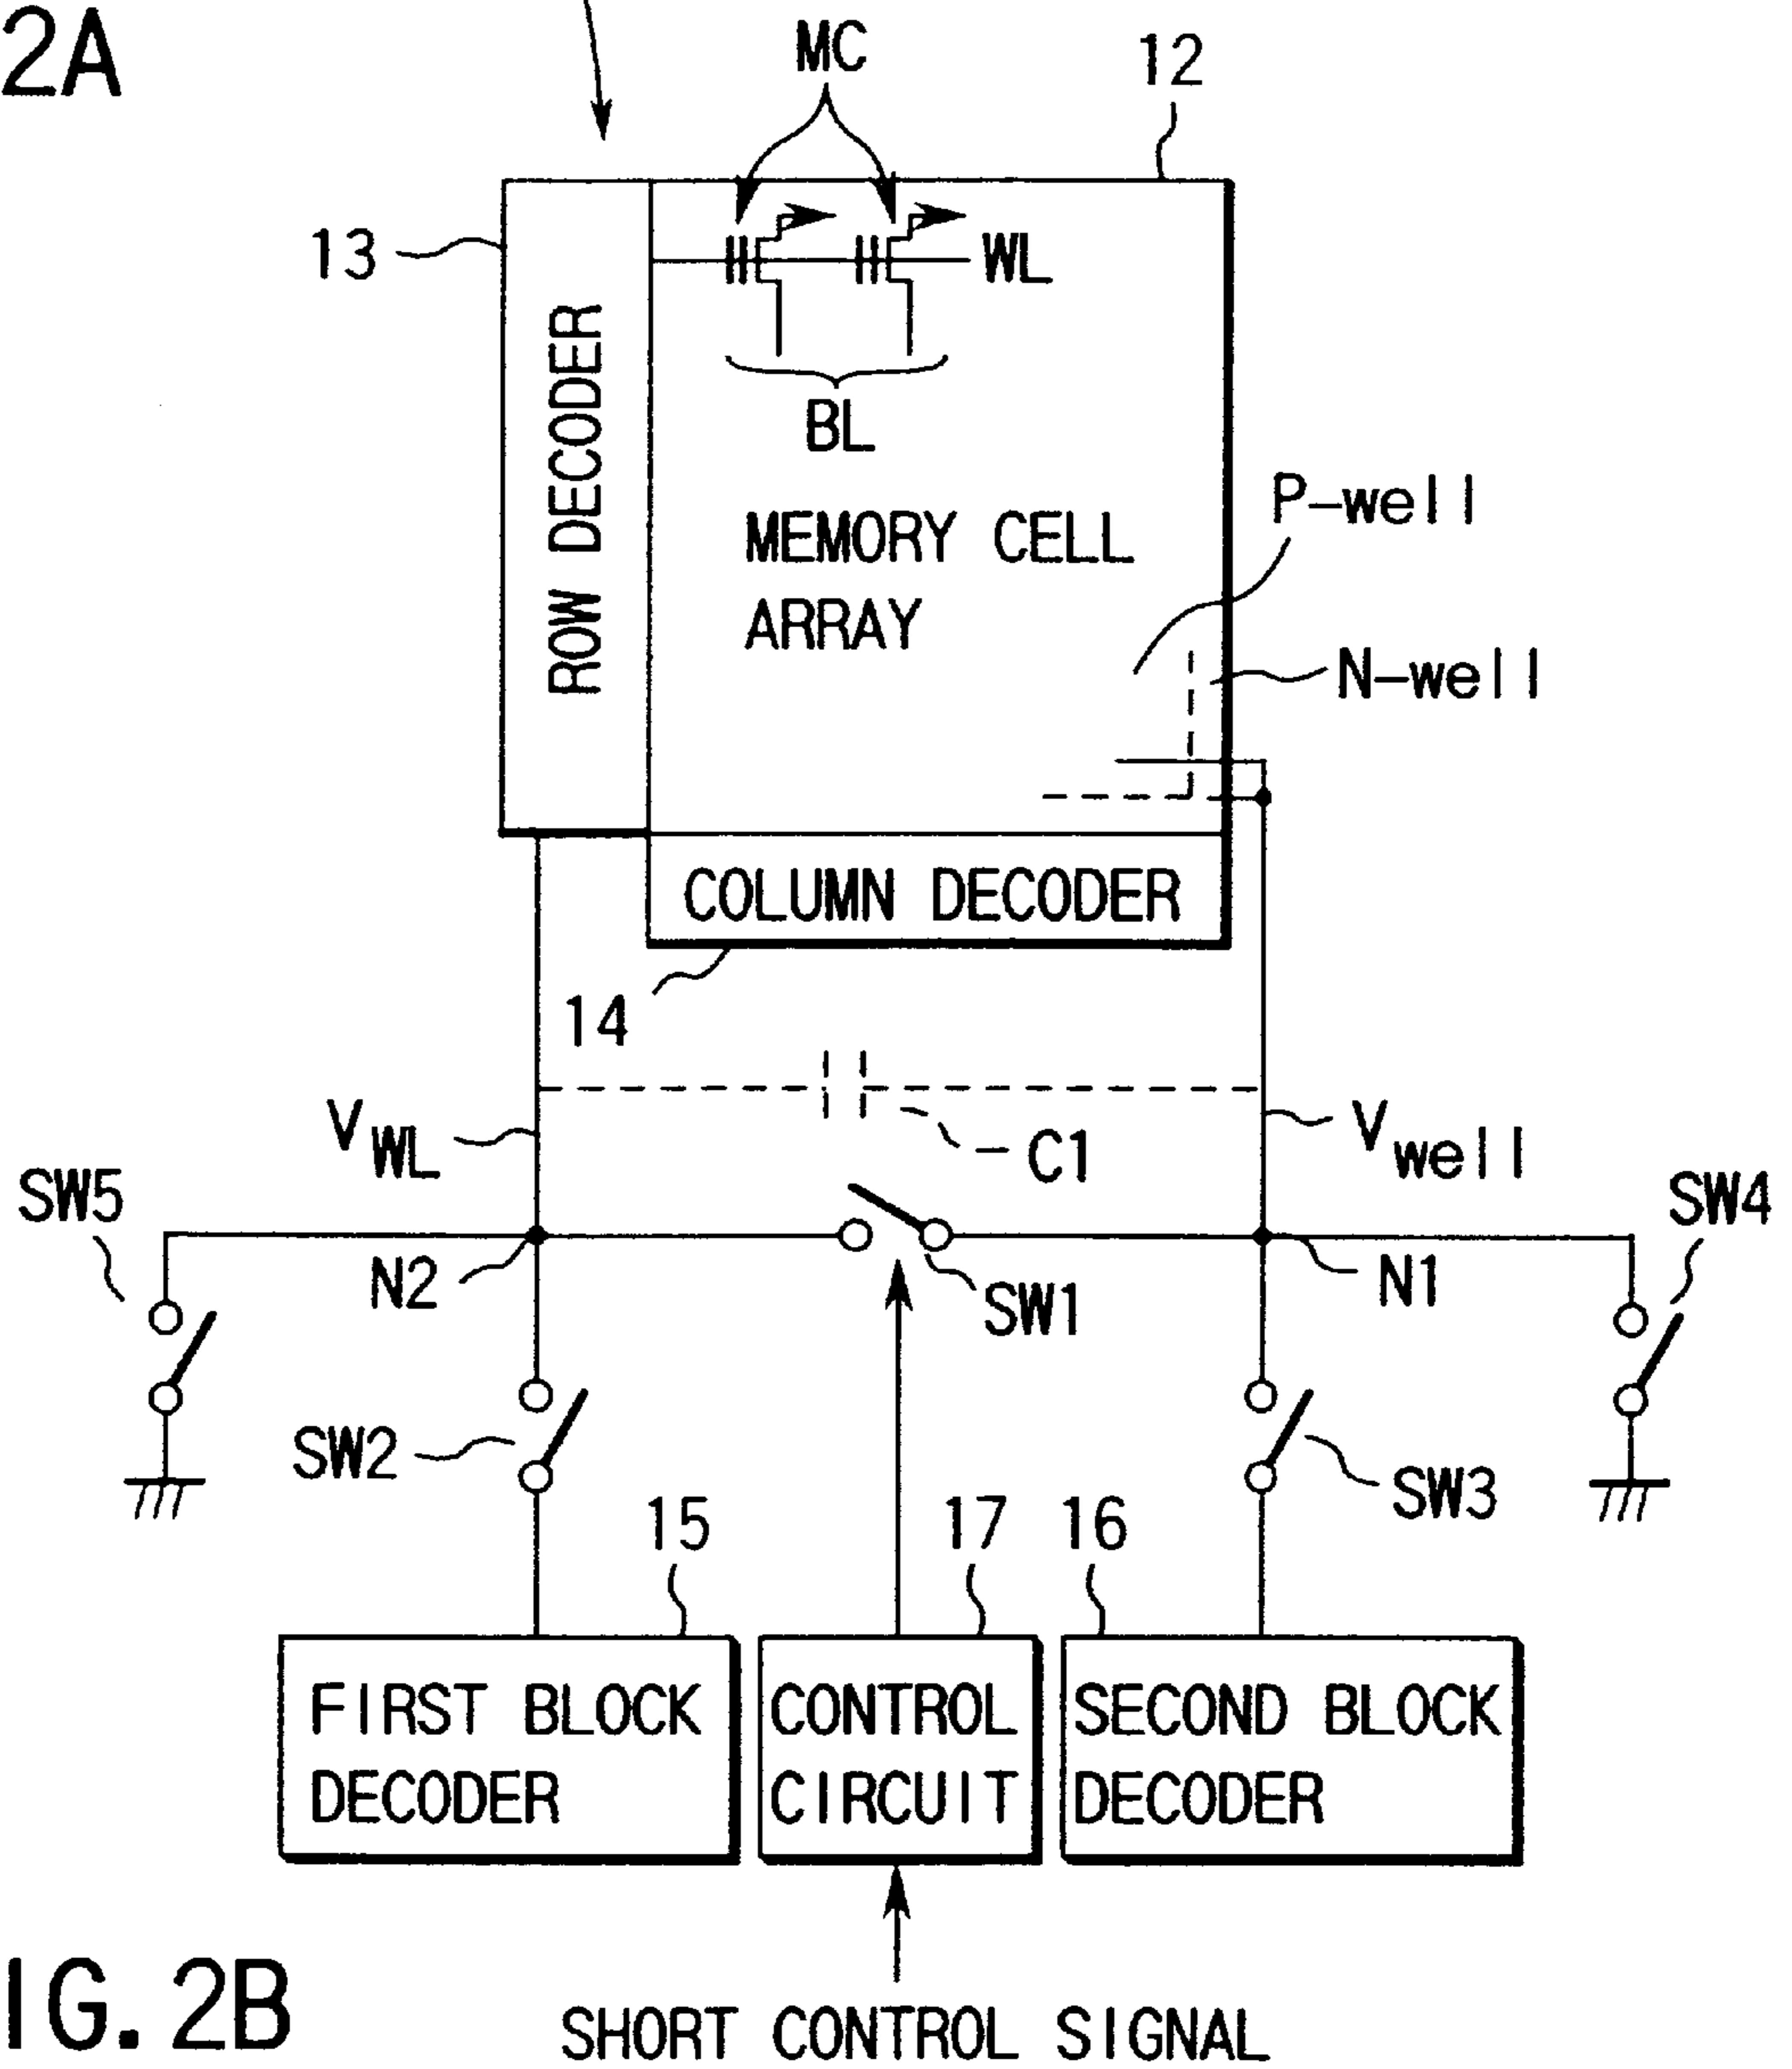 2A
MC
12
13
WL
ROW DECODER
BL
P-well
MEMORY CELL
ARRAY
N-well
COLUMN DECODER
14
VWL
C1
Vwell
SW5
SW4
N2
SW1
N1
SW2
SW3
15
17
16
FIRST BLOCK
DECODER
CONTROL
CIRCUIT
SECOND BLOCK
DECODER
IG. 2B
SHORT CONTROL SIGNAL